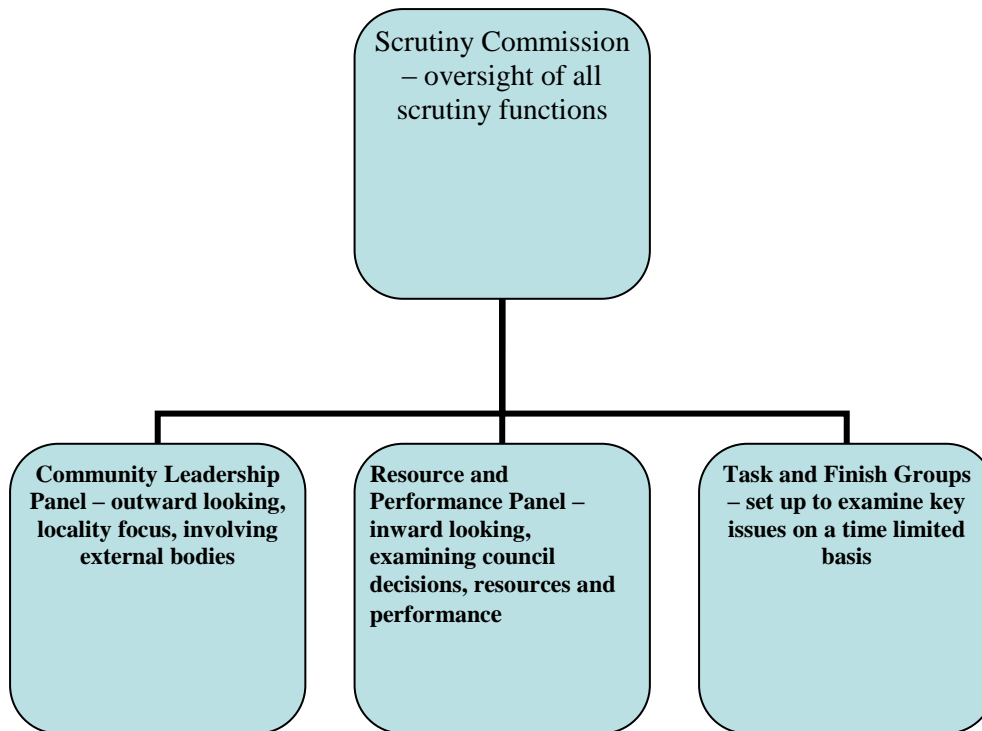 Scrutiny Commission
– oversight of all
scrutiny functions
Community Leadership
Panel – outward looking,
locality focus, involving
external bodies
Resource and
Performance Panel –
inward looking,
examining council
decisions, resources and
performance
Task and Finish Groups
– set up to examine key
issues on a time limited
basis